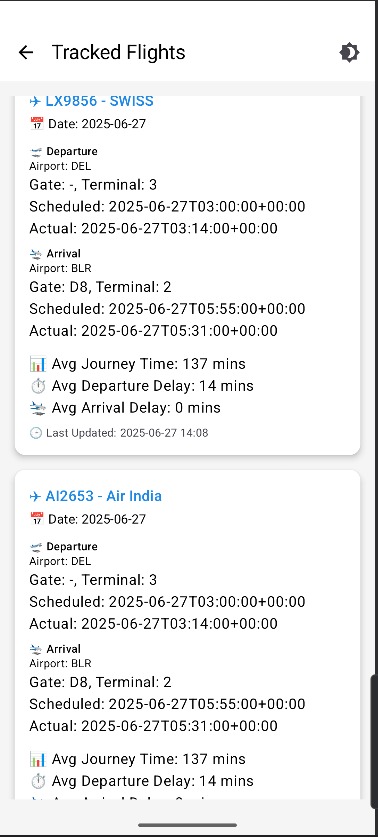 Tracked Flights
LX9856 - SWISS
Date: 2025-06-27
Departure
Airport: DEL
Gate: -, Terminal: 3
Scheduled: 2025-06-27T03:00:00+00:00
Actual: 2025-06-27T03:14:00+00:00
Arrival
Airport: BLR
Gate: D8, Terminal: 2
Scheduled: 2025-06-27T05:55:00+00:00
Actual: 2025-06-27T05:31:00+00:00
Avg Journey Time: 137 mins
Avg Departure Delay: 14 mins
Avg Arrival Delay: 0 mins
Last Updated: 2025-06-27 14:08
AI2653 - Air India
Date: 2025-06-27
Departure
Airport: DEL
Gate: -, Terminal: 3
Scheduled: 2025-06-27T03:00:00+00:00
Actual: 2025-06-27T03:14:00+00:00
Arrival
Airport: BLR
Gate: D8, Terminal: 2
Scheduled: 2025-06-27T05:55:00+00:00
Actual: 2025-06-27T05:31:00+00:00
Avg Journey Time: 137 mins
Avg Departure Delay: 14 mins